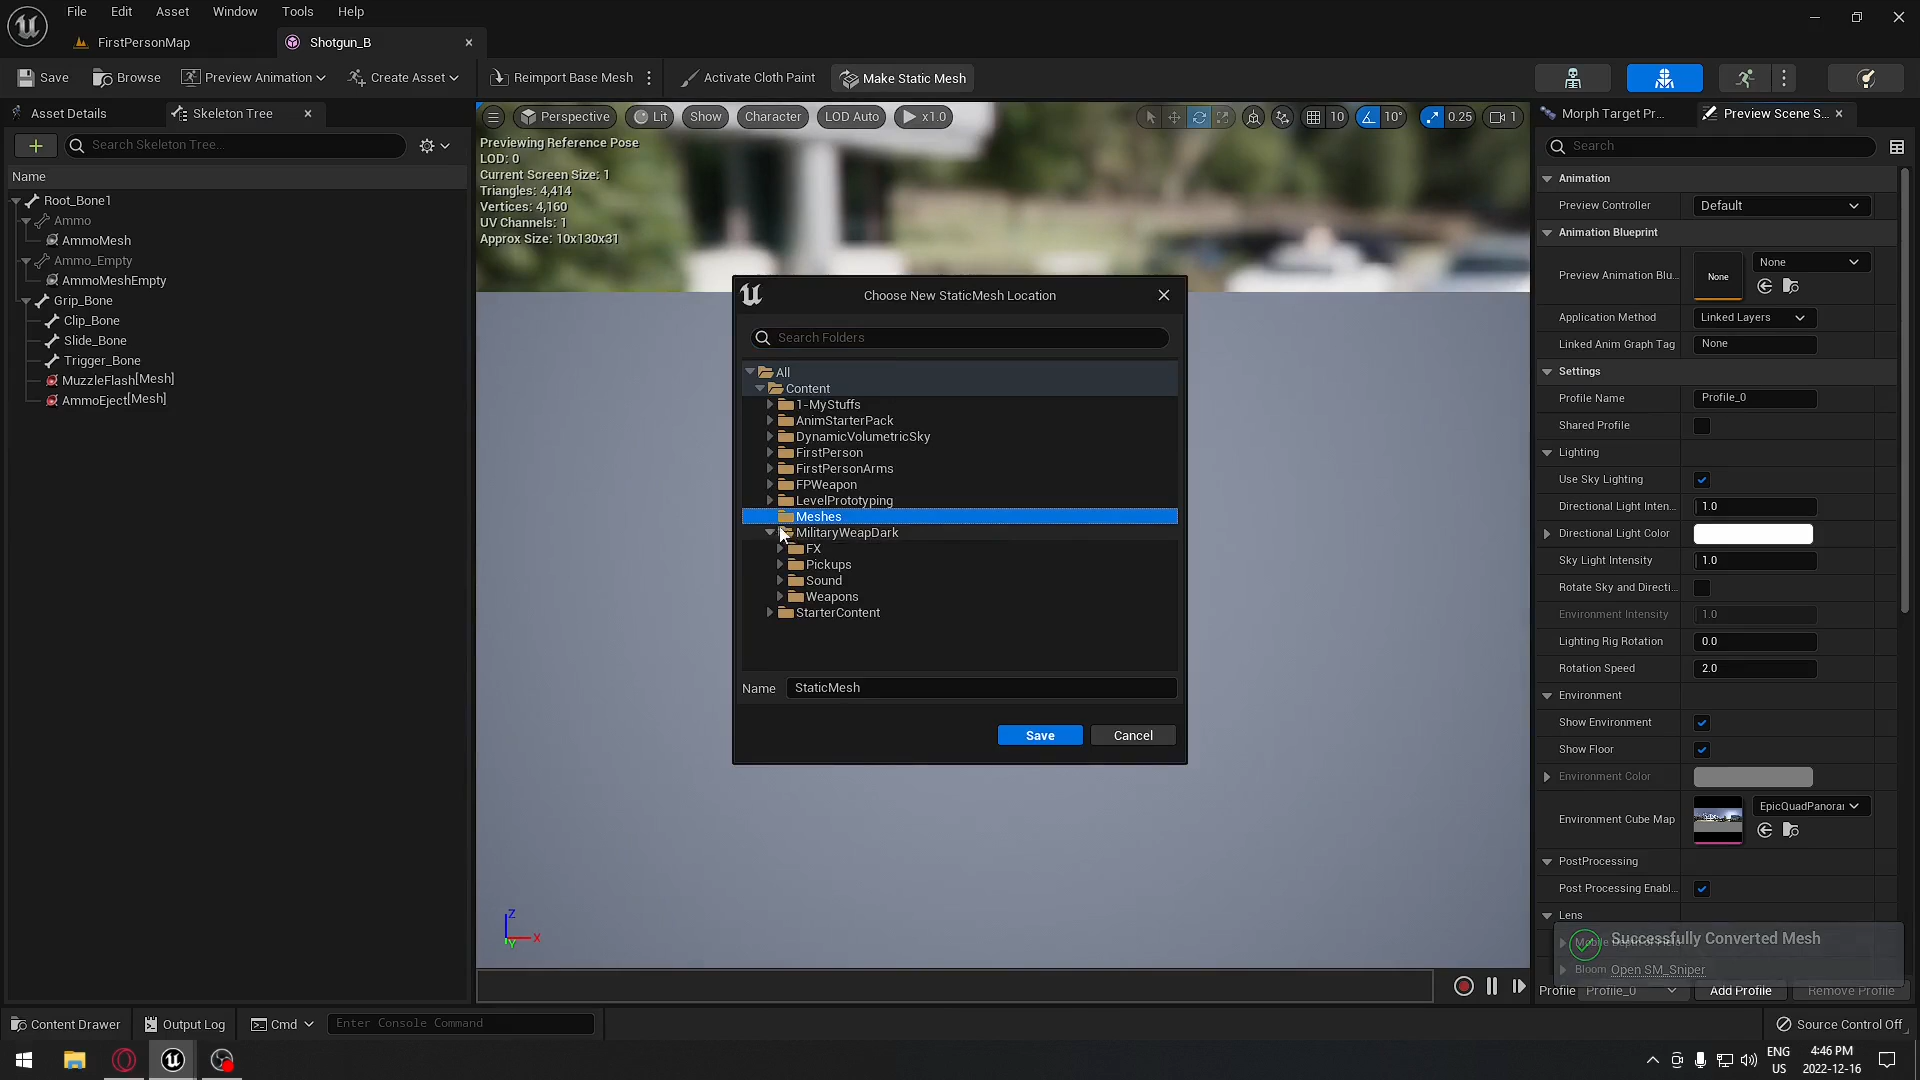 File Edit Asset Window Tools Help
FirstPersonMap Shotgun_B
Save Browse Preview Animation Create Asset Reimport Base Mesh Activate Cloth Paint Make Static Mesh
Asset Details Skeleton Tree
Search Skeleton Tree...
Name
Root_Bone1
Ammo
AmmoMesh
Ammo_Empty
AmmoMeshEmpty
Grip_Bone
Clip_Bone
Slide_Bone
Trigger_Bone
MuzzleFlash[Mesh]
AmmoEject[Mesh]
Perspective Lit Show Character LOD Auto x1.0 10 10° 0.25 1
Previewing Reference Pose
LOD: 0
Current Screen Size: 1
Triangles: 4,414
Vertices: 4,160
UV Channels: 1
Approx Size: 10x130x31
Choose New StaticMesh Location
Search Folders
All
Content
1-MyStuffs
AnimStarterPack
DynamicVolumetricSky
FirstPerson
FirstPersonArms
FPWeapon
LevelPrototyping
Meshes
MilitaryWeapDark
FX
Pickups
Sound
Weapons
StarterContent
Name StaticMesh
Save Cancel
Z
X
Y
Morph Target Pr... Preview Scene S...
Search
Animation
Preview Controller Default
Animation Blueprint
Preview Animation Blu... None None
Application Method Linked Layers
Linked Anim Graph Tag None
Settings
Profile Name Profile_0
Shared Profile
Lighting
Use Sky Lighting
Directional Light Inten... 1.0
Directional Light Color
Sky Light Intensity 1.0
Rotate Sky and Directi...
Environment Intensity 1.0
Lighting Rig Rotation 0.0
Rotation Speed 2.0
Environment
Show Environment
Show Floor
Environment Color
Environment Cube Map EpicQuadPanorai
PostProcessing
Post Processing Enabl...
Lens
Mobile Depth of Field
Successfully Converted Mesh
Bloom Open SM_Sniper
Profile Profile_0 Add Profile Remove Profile
Content Drawer Output Log Cmd Enter Console Command Source Control Off
ENG
US
4:46 PM
2022-12-16